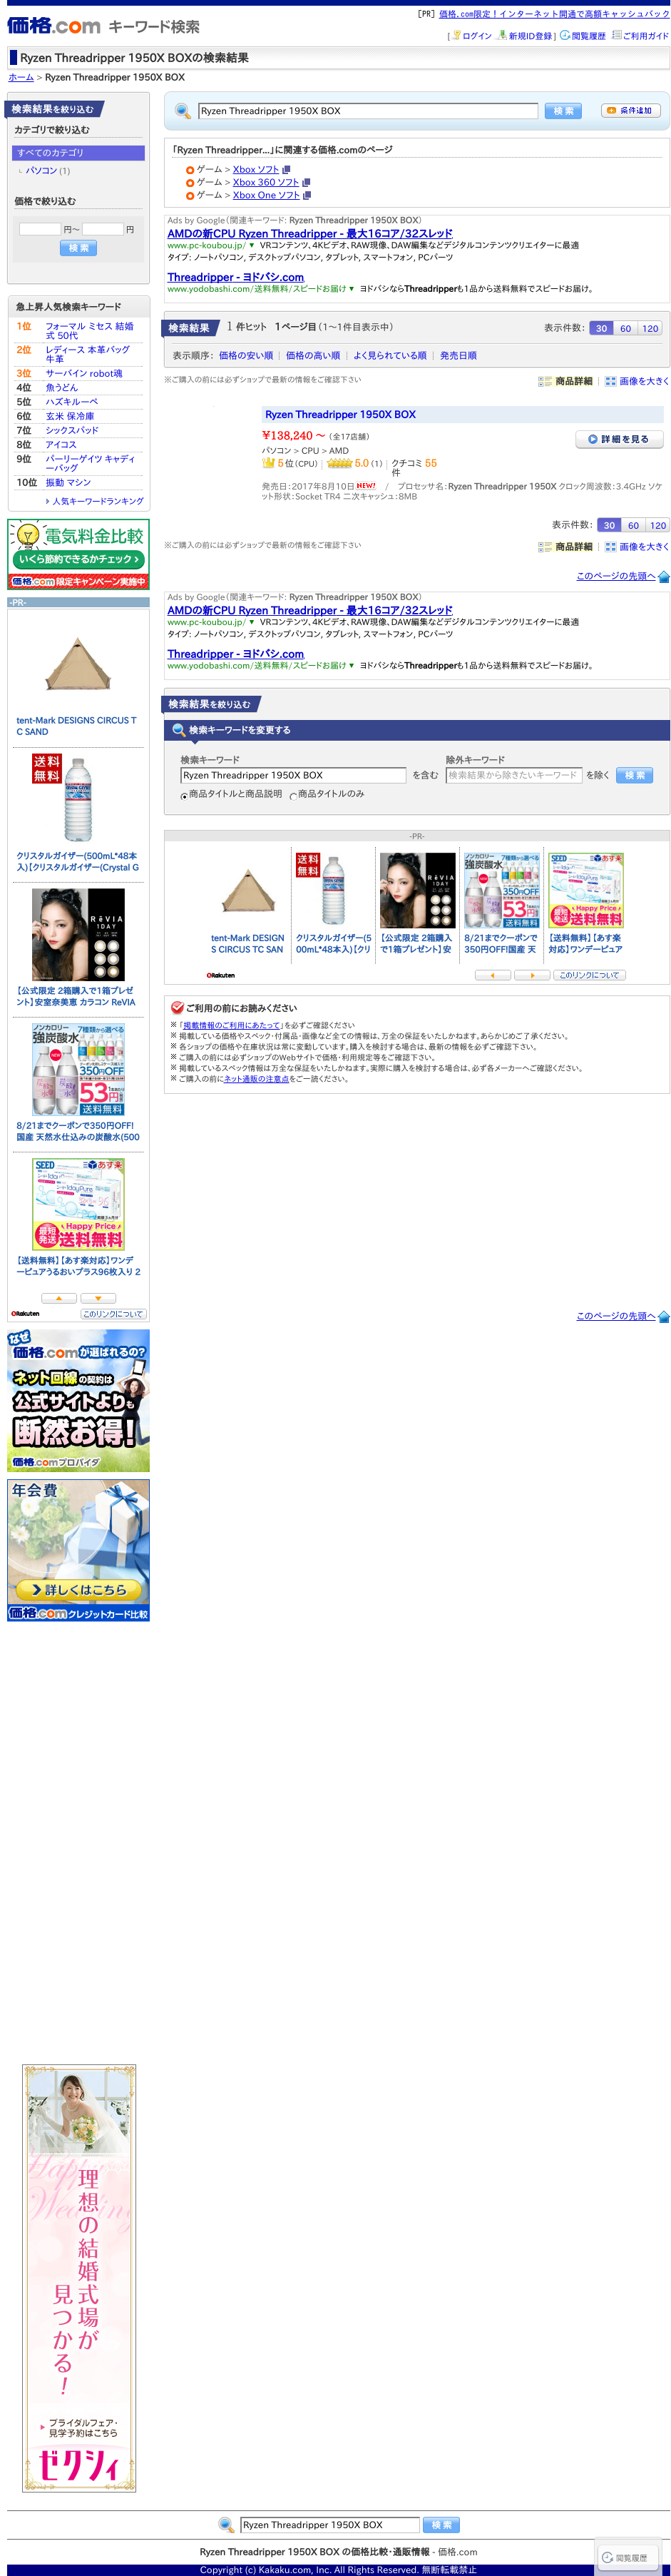 [PR] 価格.com限定！インターネット開通で高額キャッシュバック
価格.com キーワード検索
[ログイン 新規ID登録] 閲覧履歴 ご利用ガイド
Ryzen Threadripper 1950X BOXの検索結果
ホーム > Ryzen Threadripper 1950X BOX
検索結果を絞り込む
カテゴリで絞り込む
すべてのカテゴリ
パソコン (1)
価格で絞り込む
円～ 円
検索
急上昇人気検索キーワード
1位 フォーマル ミセス 結婚式 50代
2位 レディース 本革バッグ 牛革
3位 サーバイン robot魂
4位 魚うどん
5位 ハズキルーペ
6位 玄米 保冷庫
7位 シックスパッド
8位 アイコス
9位 バーリーゲイツ キャディーバッグ
10位 振動 マシン
人気キーワードランキング
電気料金比較
いくら節約できるかチェック
価格.com限定キャンペーン実施中
-PR-
tent-Mark DESIGNS CIRCUS T
C SAND
送料無料
クリスタルガイザー(500mL*48本
入)【クリスタルガイザー(Crystal G
ReVIA
1DAY
【公式限定 2箱購入で1箱プレゼ
ント】安室奈美恵 カラコン ReVIA
ノンカロリー 7種類から選べる
強炭酸水
350円OFF!
53
送料無料
8/21までクーポンで350円OFF!
国産 天然水仕込みの炭酸水(500
SEED あす楽
1dayPure
96
Happy Price
最短発送 送料無料
【送料無料】【あす楽対応】ワンデ
ーピュアうるおいプラス96枚入り 2
Rakuten このリンクについて
なぜ
価格.comが選ばれるの？
ネット回線の契約は
公式サイトよりも
断然お得！
価格.comプロバイダ
年会費
詳しくはこちら
価格.comクレジットカード比較
Happy Wedding
理想の結婚式場が
見つかる！
ブライダルフェア・
見学予約はこちら
ゼクシィ
Ryzen Threadripper 1950X BOX 検索 条件追加
「Ryzen Threadripper...」に関連する価格.comのページ
ゲーム > Xbox ソフト
ゲーム > Xbox 360 ソフト
ゲーム > Xbox One ソフト
Ads by Google(関連キーワード: Ryzen Threadripper 1950X BOX)
AMDの新CPU Ryzen Threadripper - 最大16コア/32スレッド
www.pc-koubou.jp/▼ VRコンテンツ、4Kビデオ、RAW現像、DAW編集などデジタルコンテンツクリエイターに最適
タイプ: ノートパソコン, デスクトップパソコン, タブレット, スマートフォン, PCパーツ
Threadripper - ヨドバシ.com
www.yodobashi.com/送料無料/スピードお届け▼ ヨドバシならThreadripperも1品から送料無料でスピードお届け。
検索結果 1 件ヒット 1ページ目(1～1件目表示中) 表示件数: 30 60 120
表示順序: 価格の安い順 | 価格の高い順 | よく見られている順 | 発売日順
※ご購入の前には必ずショップで最新の情報をご確認下さい 商品詳細 | 画像を大きく
Ryzen Threadripper 1950X BOX
¥138,240 ～ (全17店舗) 詳細を見る
パソコン > CPU > AMD
5位(CPU) | 5.0 (1) | クチコミ 55件
発売日:2017年8月10日 NEW! / プロセッサ名:Ryzen Threadripper 1950X クロック周波数:3.4GHz ソケ
ット形状:Socket TR4 二次キャッシュ:8MB
表示件数: 30 60 120
※ご購入の前には必ずショップで最新の情報をご確認下さい 商品詳細 | 画像を大きく
このページの先頭へ
Ads by Google(関連キーワード: Ryzen Threadripper 1950X BOX)
AMDの新CPU Ryzen Threadripper - 最大16コア/32スレッド
www.pc-koubou.jp/▼ VRコンテンツ、4Kビデオ、RAW現像、DAW編集などデジタルコンテンツクリエイターに最適
タイプ: ノートパソコン, デスクトップパソコン, タブレット, スマートフォン, PCパーツ
Threadripper - ヨドバシ.com
www.yodobashi.com/送料無料/スピードお届け▼ ヨドバシならThreadripperも1品から送料無料でスピードお届け。
検索結果を絞り込む
検索キーワードを変更する
検索キーワード 除外キーワード
Ryzen Threadripper 1950X BOX を含む 検索結果から除きたいキーワード を除く 検索
商品タイトルと商品説明 商品タイトルのみ
-PR-
tent-Mark DESIGN
S CIRCUS TC SAN
送料無料
クリスタルガイザー(5
00mL*48本入)【クリ
ReVIA
1DAY
【公式限定 2箱購入
で1箱プレゼント】安
ノンカロリー 7種類から選べる
強炭酸水
350円OFF!
53
送料無料
8/21までクーポンで
350円OFF!国産 天
SEED あす楽
Happy Price
最短発送 送料無料
【送料無料】【あす楽
対応】ワンデーピュア
Rakuten このリンクについて
ご利用の前にお読みください
※ 「掲載情報のご利用にあたって」を必ずご確認ください
※ 掲載している価格やスペック・付属品・画像など全ての情報は、万全の保証をいたしかねます。あらかじめご了承ください。
※ 各ショップの価格や在庫状況は常に変動しています。購入を検討する場合は、最新の情報を必ずご確認下さい。
※ ご購入の前には必ずショップのWebサイトで価格・利用規定等をご確認下さい。
※ 掲載しているスペック情報は万全な保証をいたしかねます。実際に購入を検討する場合は、必ず各メーカーへご確認ください。
※ ご購入の前にネット通販の注意点をご一読ください。
このページの先頭へ
Ryzen Threadripper 1950X BOX 検索
Ryzen Threadripper 1950X BOX の価格比較・通販情報 - 価格.com
閲覧履歴
Copyright (c) Kakaku.com, Inc. All Rights Reserved. 無断転載禁止